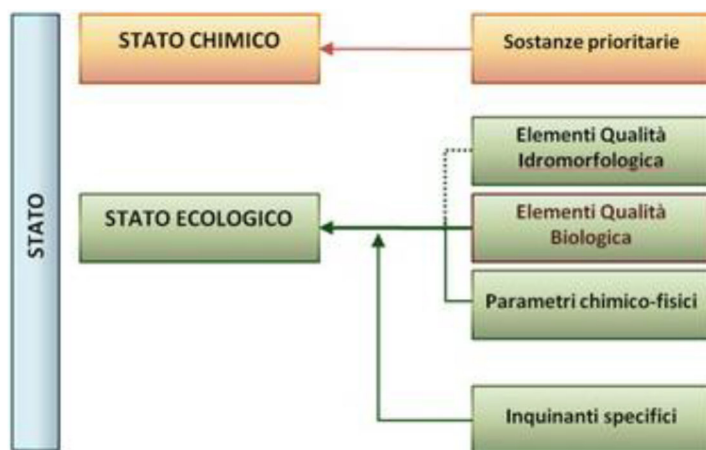 STATO
STATO CHIMICO
Sostanze prioritarie
STATO ECOLOGICO
Elementi Qualità
Idromorfologica
Elementi Qualità
Biologica
Parametri chimico-fisici
Inquinanti specifici